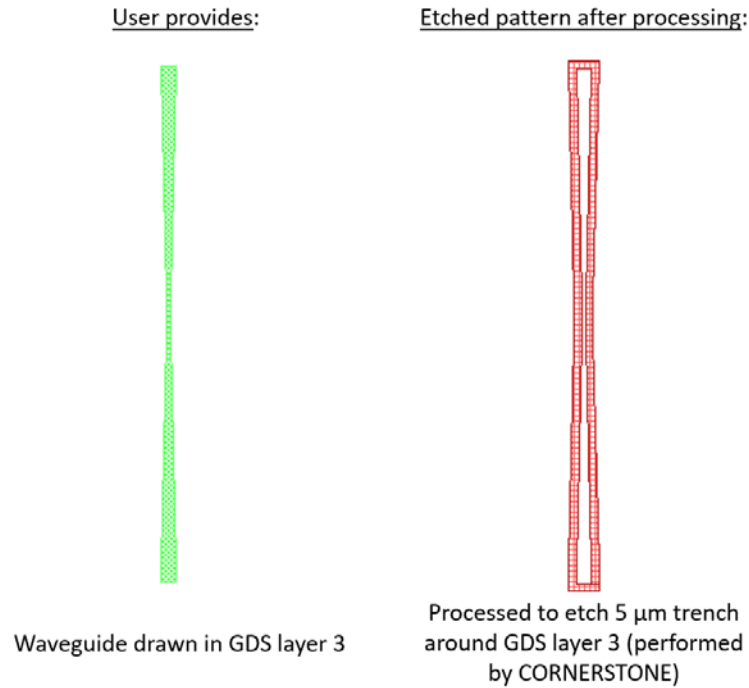 User provides:
Etched pattern after processing:
Waveguide drawn in GDS layer 3
Processed to etch 5 μm trench
around GDS layer 3 (performed
by CORNERSTONE)